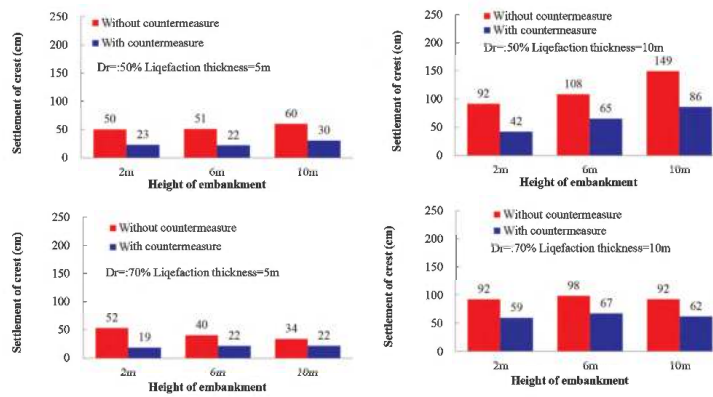 Settlement of crest (cm)
250
200
150
100
50
0
Without countermeasure
With countermeasure
Dr=:50% Liqefaction thickness=5m
50
23
51
22
60
30
2m
6m
10m
Height of embankment
Settlement of crest (cm)
250
200
150
100
50
0
Without countermeasure
With countermeasure
Dr=:50% Liqefaction thickness=10m
92
42
108
65
149
86
2m
6m
10m
Height of embankment
Settlement of crest (cm)
250
200
150
100
50
0
Without countermeasure
With countermeasure
Dr=:70% Liqefaction thickness=5m
52
19
40
22
34
22
2m
6m
10m
Height of embankment
Settlement of crest (cm)
250
200
150
100
50
0
Without countermeasure
With countermeasure
Dr=:70% Liqefaction thickness=10m
92
59
98
67
92
62
2m
6m
10m
Height of embankment